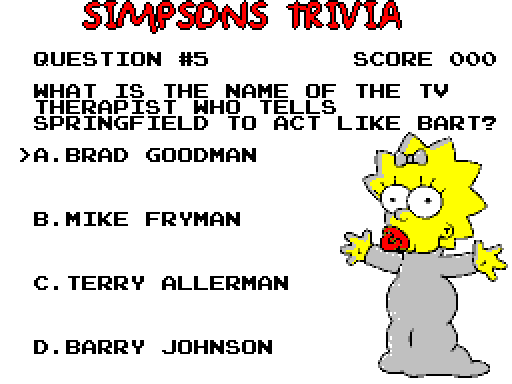 SIMPSONS TRIVIA
QUESTION #5 SCORE 000
WHAT IS THE NAME OF THE TV
THERAPIST WHO TELLS
SPRINGFIELD TO ACT LIKE BART?
>A.BRAD GOODMAN
B.MIKE FRYMAN
C.TERRY ALLERMAN
D.BARRY JOHNSON